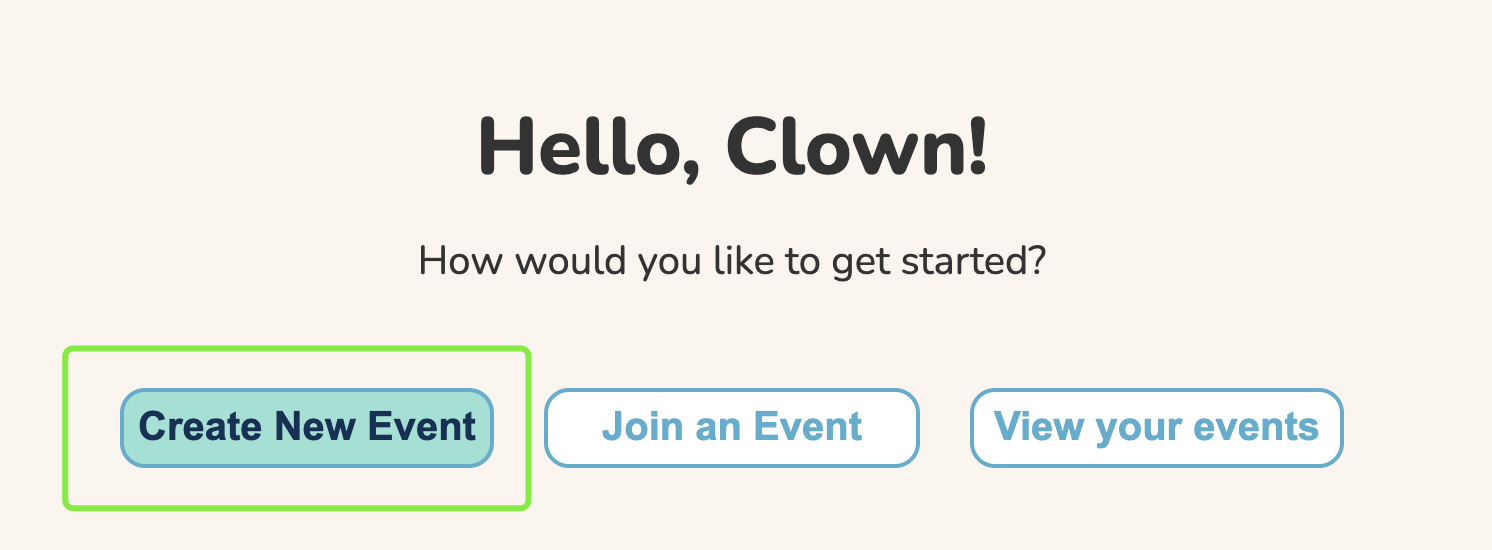 Hello, Clown!
How would you like to get started?
Create New Event
Join an Event
View your events